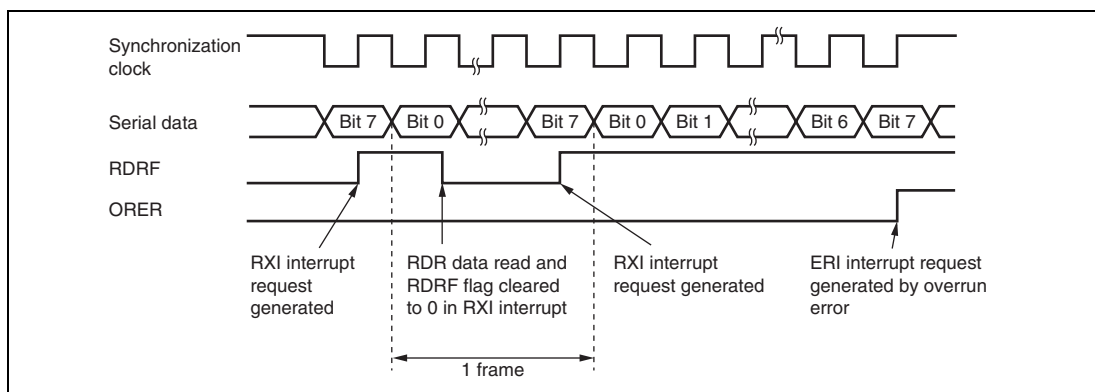 Synchronization
clock
Serial data
Bit 7
Bit 0
Bit 7
Bit 0
Bit 1
Bit 6
Bit 7
RDRF
ORER
RXI interrupt
request
generated
RDR data read and
RDRF flag cleared
to 0 in RXI interrupt
RXI interrupt
request generated
ERI interrupt request
generated by overrun
error
1 frame